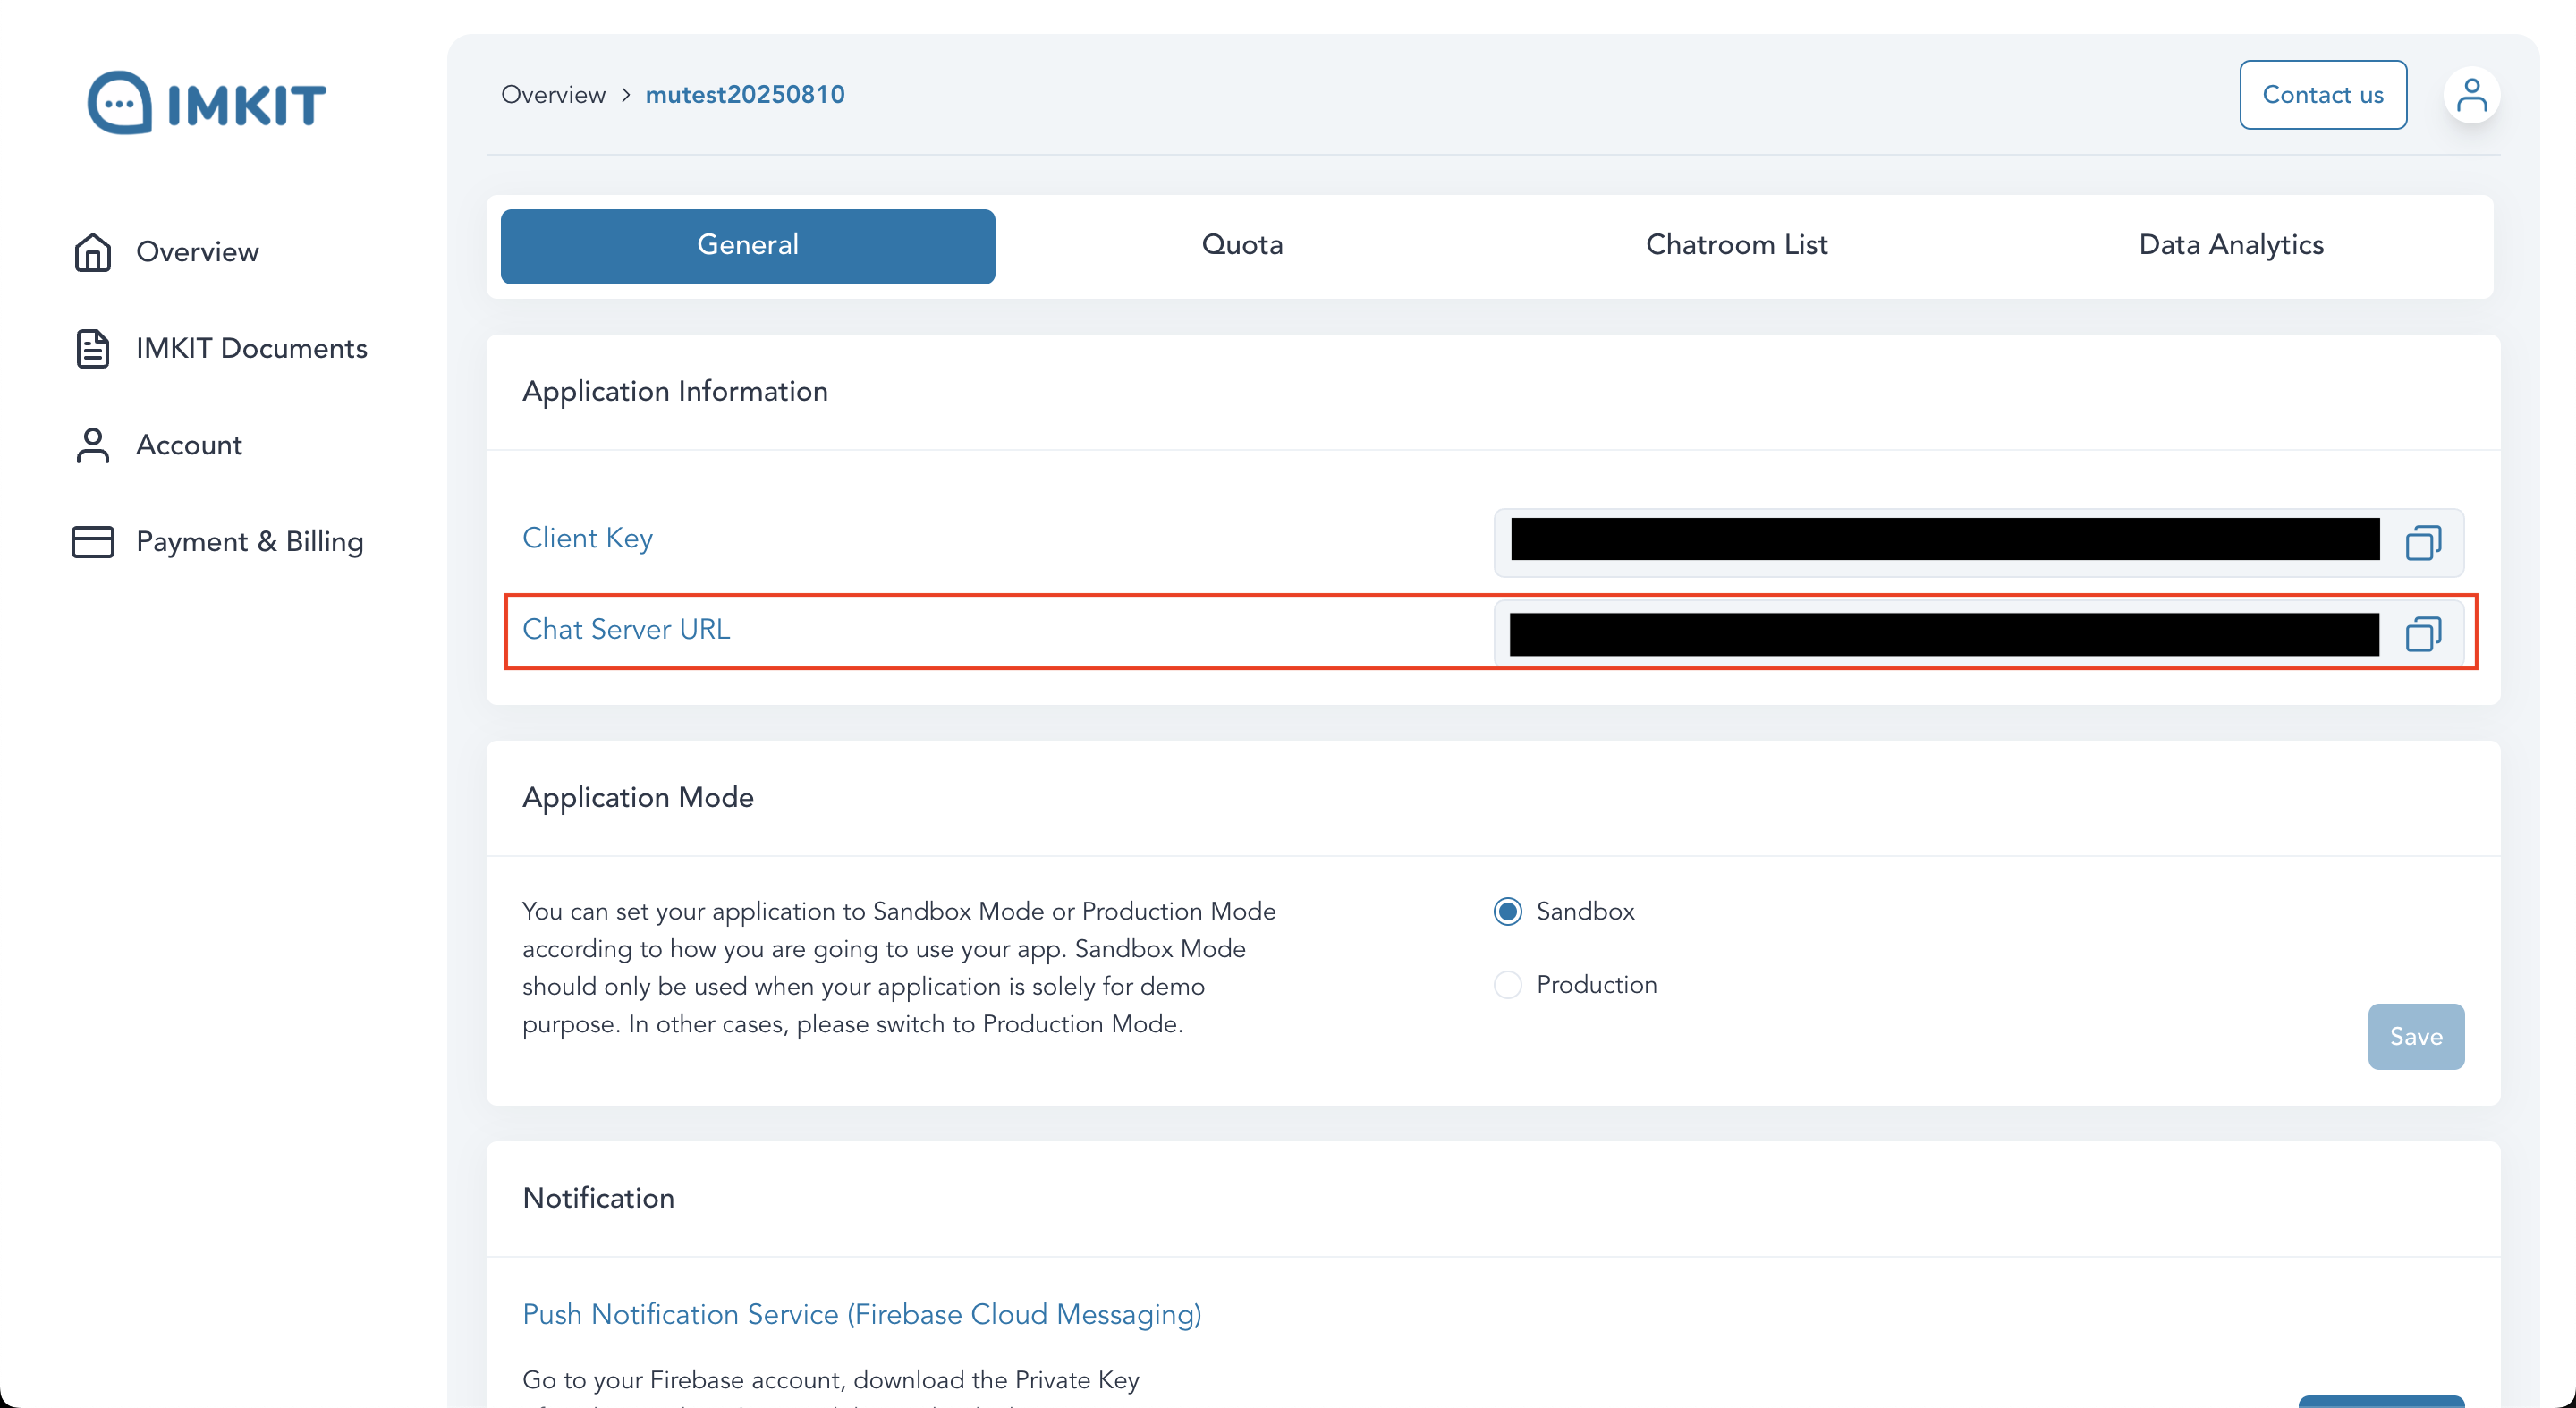 IMKIT
Overview
IMKIT Documents
Account
Payment & Billing
Overview > mutest20250810
Contact us
General
Quota
Chatroom List
Data Analytics
Application Information
Client Key
Chat Server URL
Application Mode
You can set your application to Sandbox Mode or Production Mode
according to how you are going to use your app. Sandbox Mode
should only be used when your application is solely for demo
purpose. In other cases, please switch to Production Mode.
Sandbox
Production
Save
Notification
Push Notification Service (Firebase Cloud Messaging)
Go to your Firebase account, download the Private Key